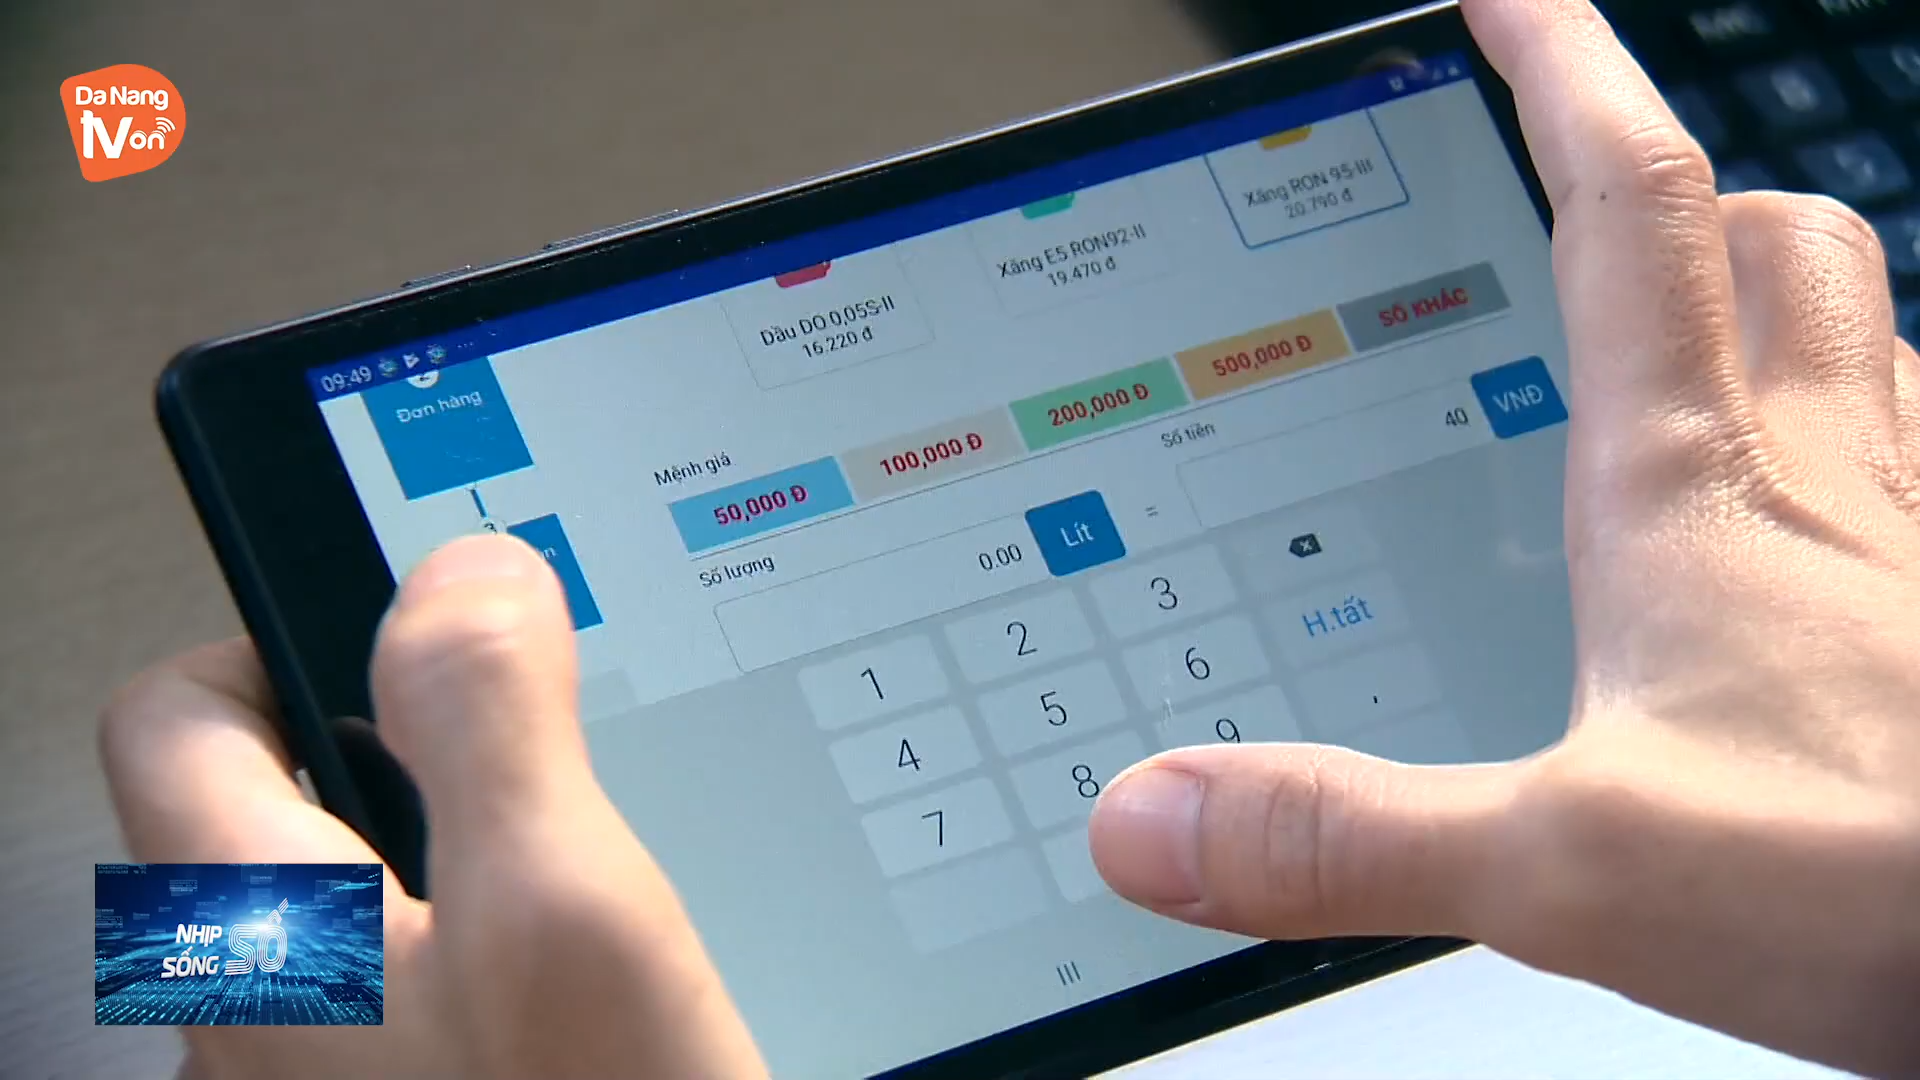 Da Nang
TVon
09:49
Đơn hàng
3
Dầu DO 0,05S-II
16.220 đ
Xăng E5 RON92-II
19.470 đ
Xăng RON 95-III
20.790 đ
Mệnh giá
50,000 Đ
100,000 Đ
200,000 Đ
500,000 Đ
SỐ KHÁC
Số lượng
0.00
Lít
=
Số tiền
40
VNĐ
1
2
3
4
5
6
H.tất
7
8
9
,
NHỊP
SỐNG
SỐ